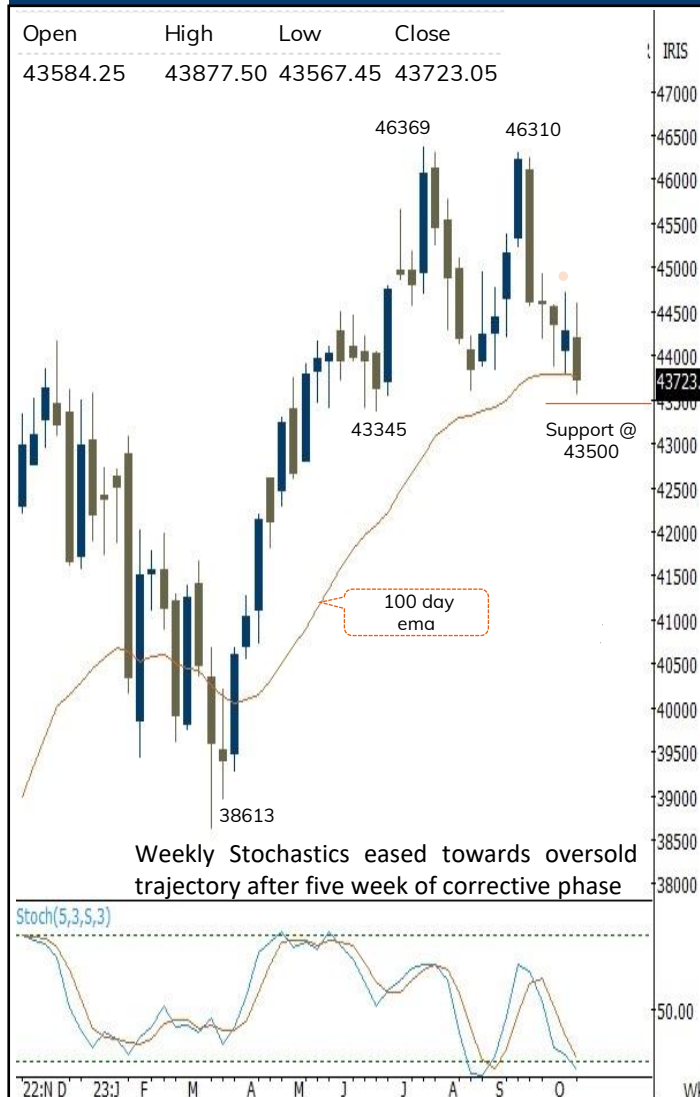 Open High Low Close
43584.25 43877.50 43567.45 43723.05
IRIS
47000
46369 46310
46500
46000
45500
45000
44500
44000
43723.
43500
43345
Support @
43500
43000
42500
42000
41500
100 day
ema
41000
40500
40000
39500
39000
38613
38500
Weekly Stochastics eased towards oversold
trajectory after five week of corrective phase
38000
Stoch(5,3,S,3)
50.00
22:N D 23:J F M A M J J A S O